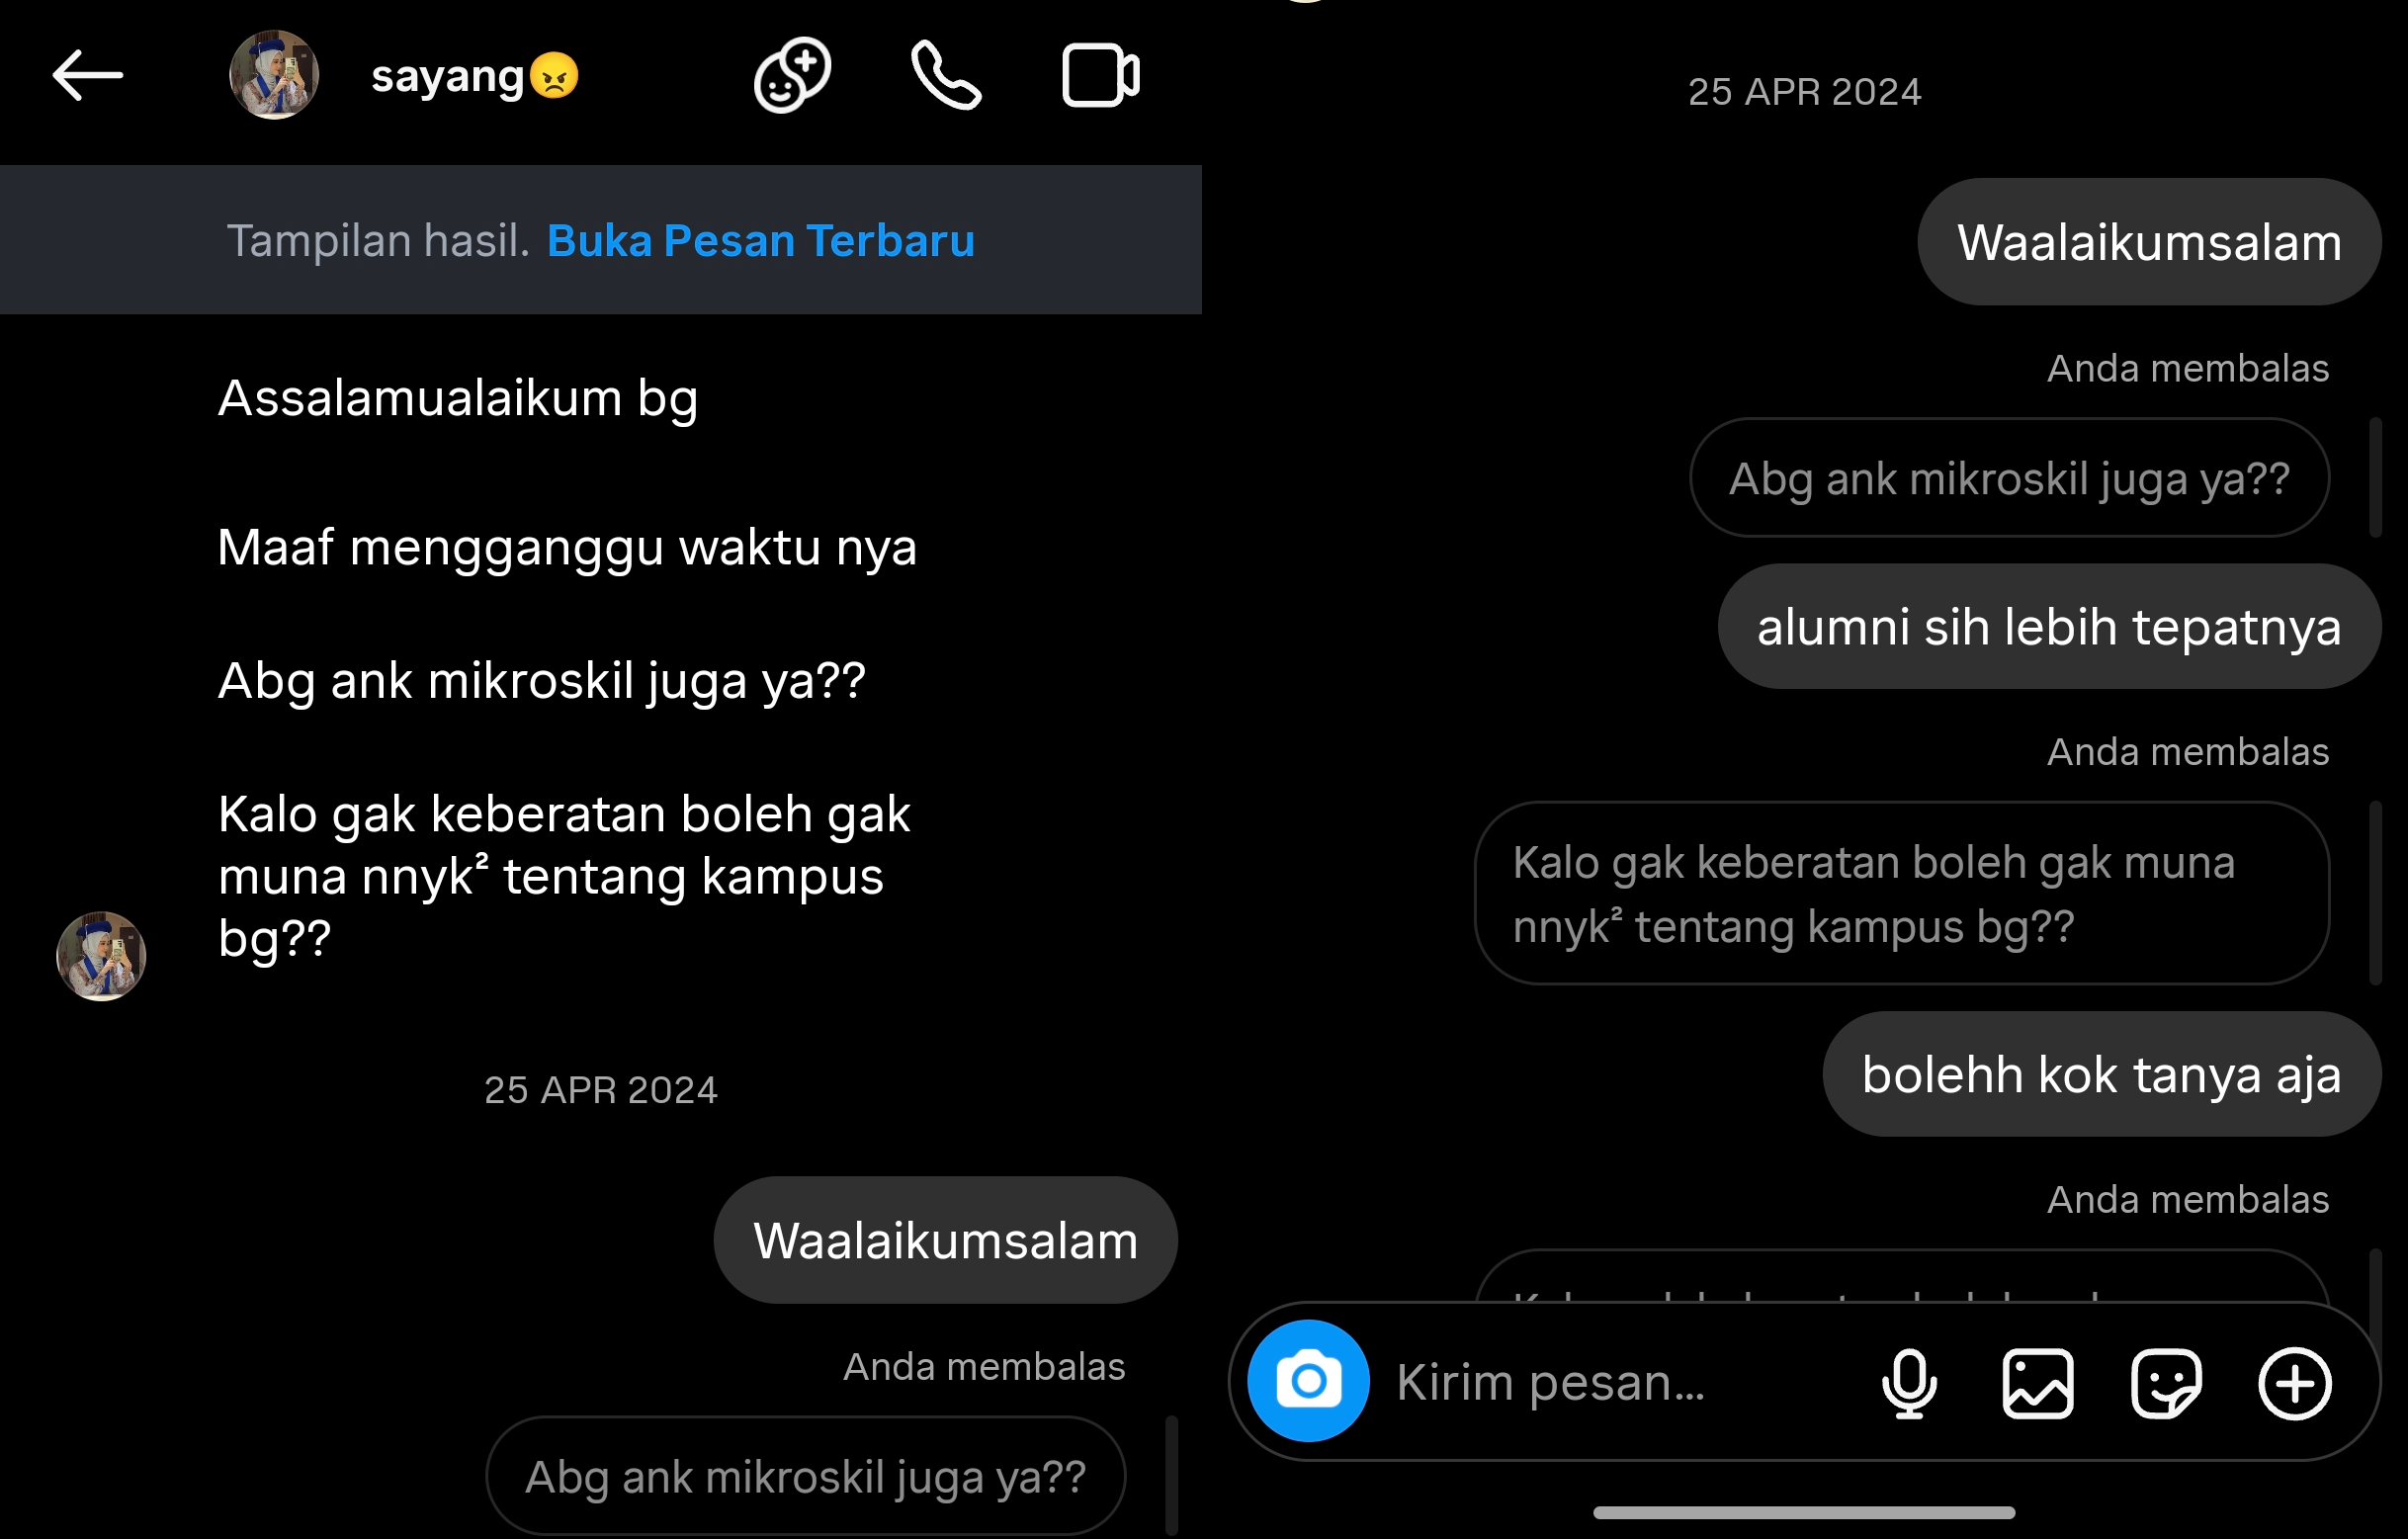 sayang😠
Tampilan hasil. Buka Pesan Terbaru
Assalamualaikum bg
Maaf mengganggu waktu nya
Abg ank mikroskil juga ya??
Kalo gak keberatan boleh gak
muna nnyk² tentang kampus
bg??
25 APR 2024
Waalaikumsalam
Anda membalas
Abg ank mikroskil juga ya??
25 APR 2024
Waalaikumsalam
Anda membalas
Abg ank mikroskil juga ya??
alumni sih lebih tepatnya
Anda membalas
Kalo gak keberatan boleh gak muna
nnyk² tentang kampus bg??
bolehh kok tanya aja
Anda membalas
Kirim pesan...